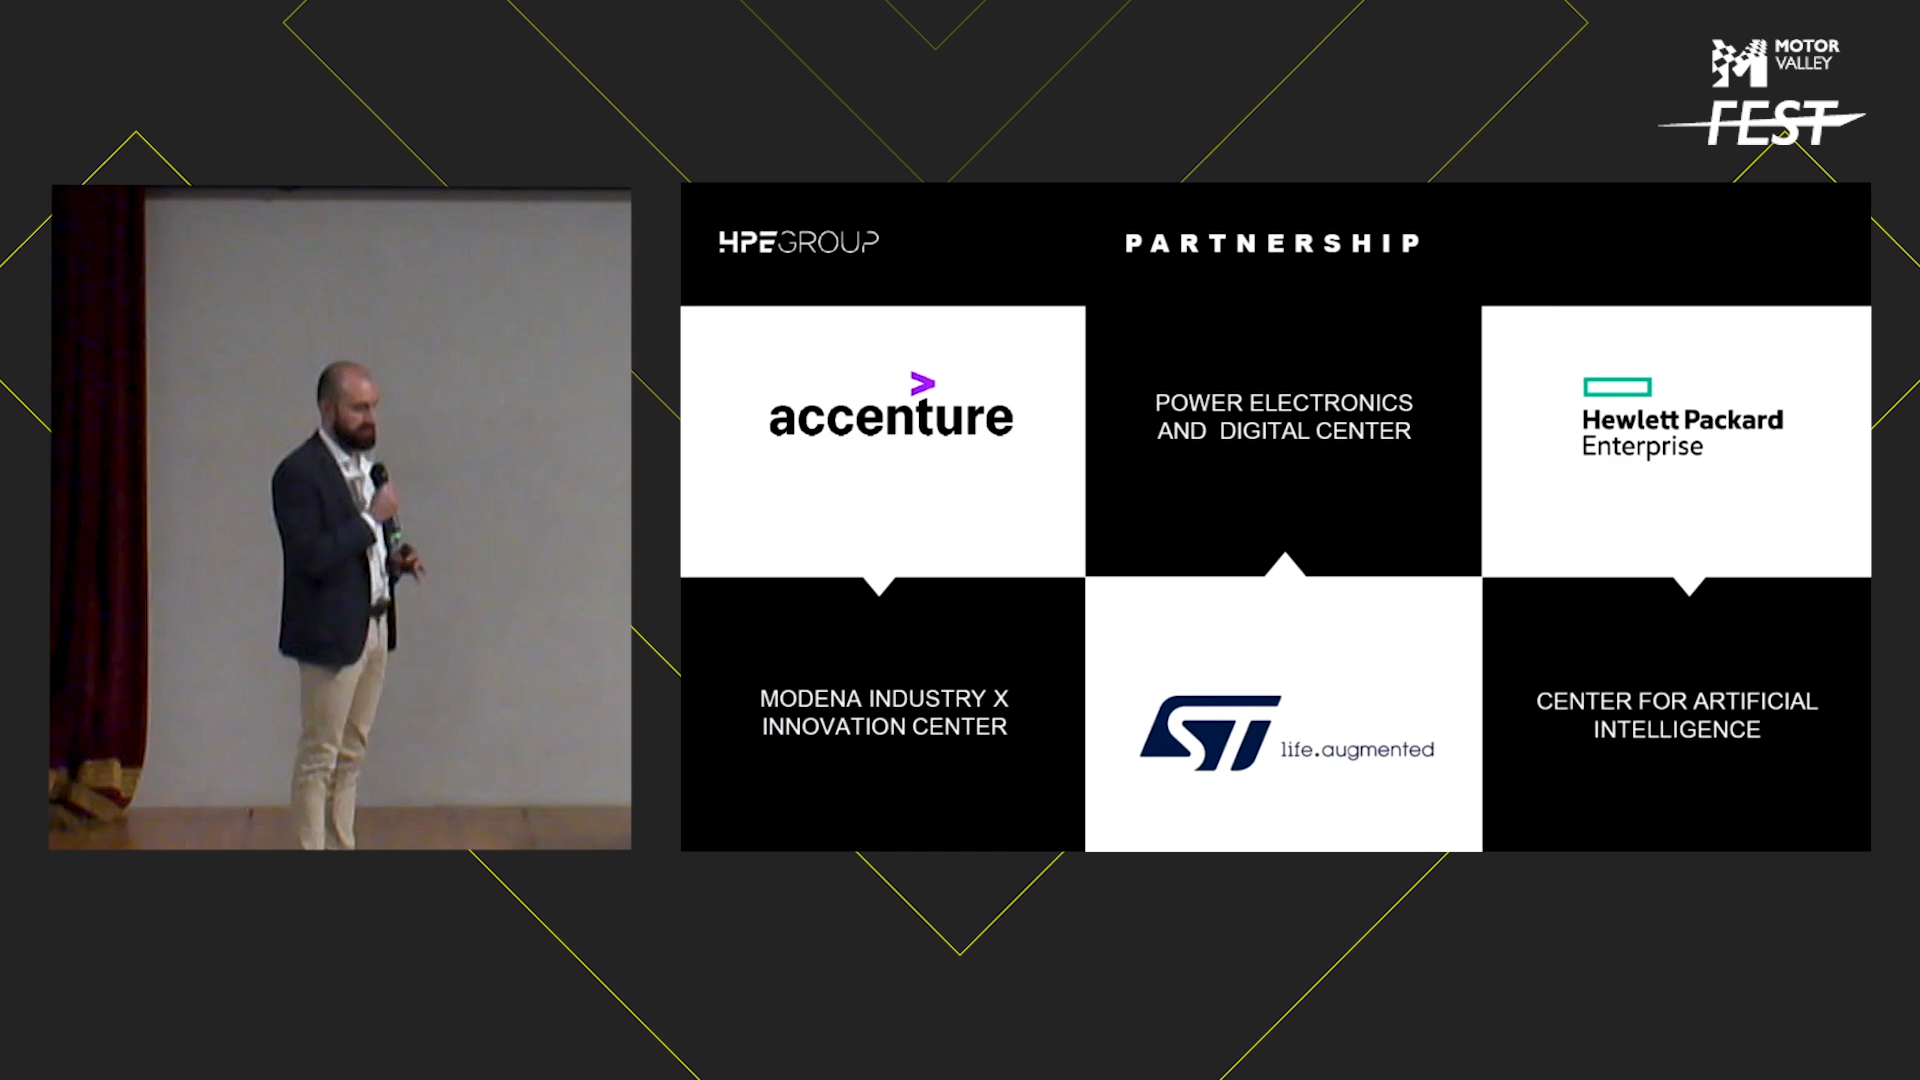 MOTOR
VALLEY
FEST
HPEGROUP
PARTNERSHIP
accenture
POWER ELECTRONICS
AND DIGITAL CENTER
Hewlett Packard
Enterprise
MODENA INDUSTRY X
INNOVATION CENTER
ST life.augmented
CENTER FOR ARTIFICIAL
INTELLIGENCE